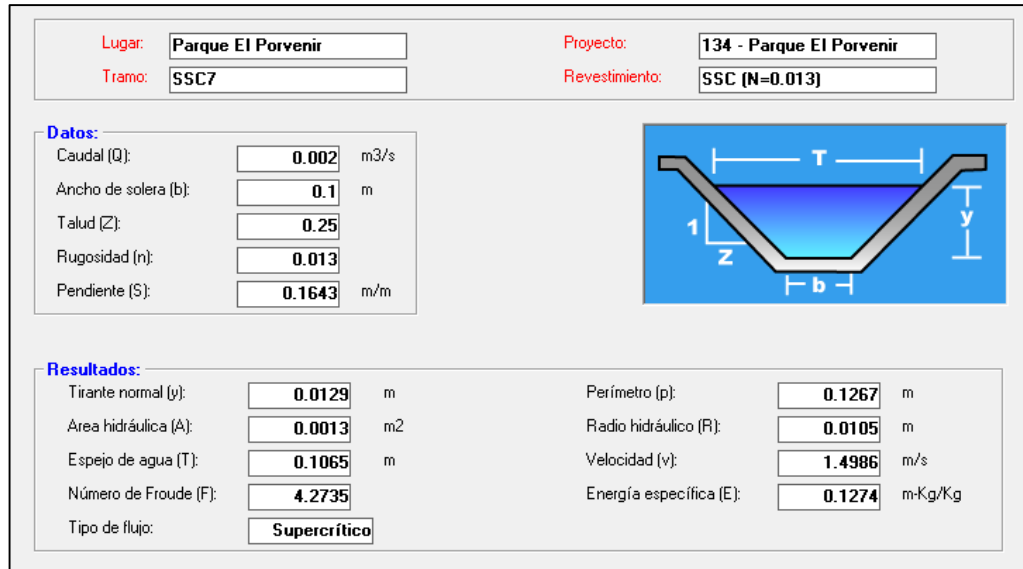 Lugar: Parque El Porvenir Proyecto: 134 - Parque El Porvenir
Tramo: SSC7 Revestimiento: SSC (N=0.013)
Datos:
Caudal (Q): 0.002 m3/s
Ancho de solera (b): 0.1 m
Talud (Z): 0.25
Rugosidad (n): 0.013
Pendiente (S): 0.1643 m/m
T
y
1
Z
b
Resultados:
Tirante normal (y): 0.0129 m Perímetro (p): 0.1267 m
Area hidráulica (A): 0.0013 m2 Radio hidráulico (R): 0.0105 m
Espejo de agua (T): 0.1065 m Velocidad (v): 1.4986 m/s
Número de Froude (F): 4.2735 Energía específica (E): 0.1274 m-Kg/Kg
Tipo de flujo: Supercrítico